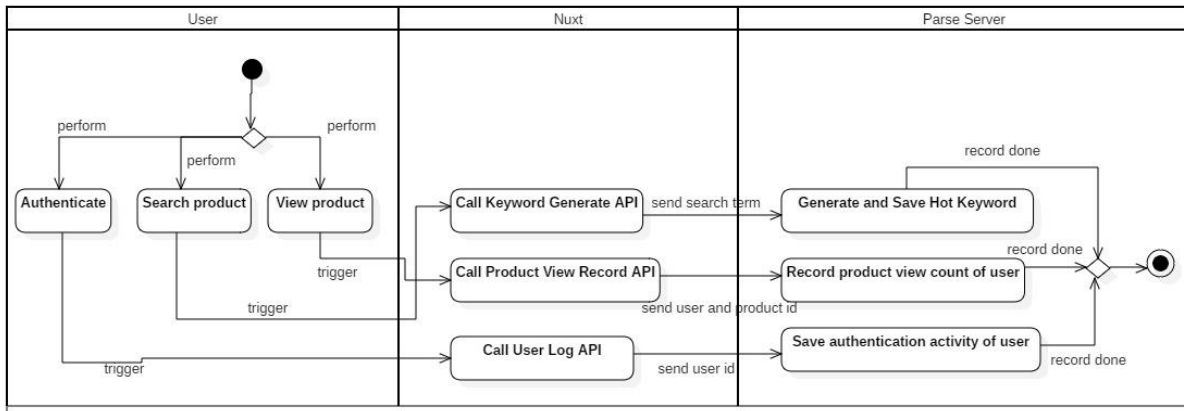 User
Nuxt
Parse Server
perform
perform
perform
Authenticate
Search product
View product
trigger
trigger
trigger
Call Keyword Generate API
Call Product View Record API
Call User Log API
send search term
send user and product id
send user id
Generate and Save Hot Keyword
Record product view count of user
Save authentication activity of user
record done
record done
record done